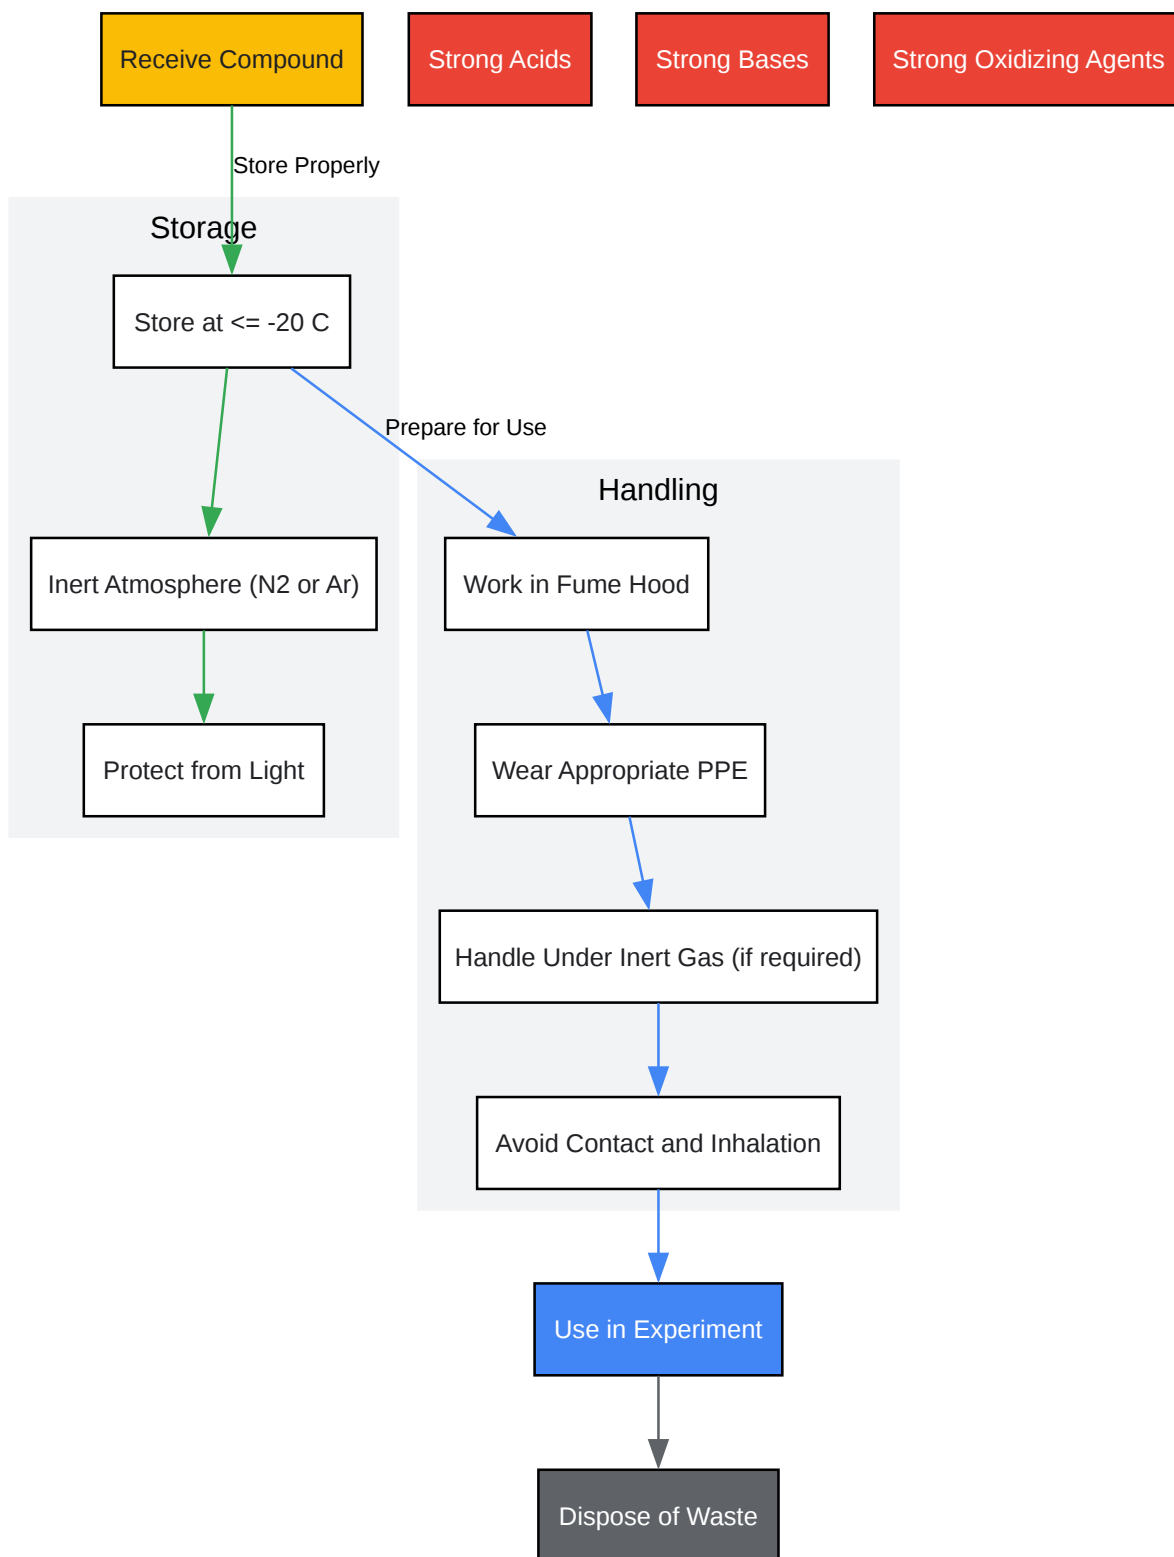 Receive Compound
Strong Acids
Strong Bases
Strong Oxidizing Agents
Store Properly
Storage
Store at <= -20 C
Prepare for Use
Handling
Inert Atmosphere (N2 or Ar)
Work in Fume Hood
Protect from Light
Wear Appropriate PPE
Handle Under Inert Gas (if required)
Avoid Contact and Inhalation
Use in Experiment
Dispose of Waste